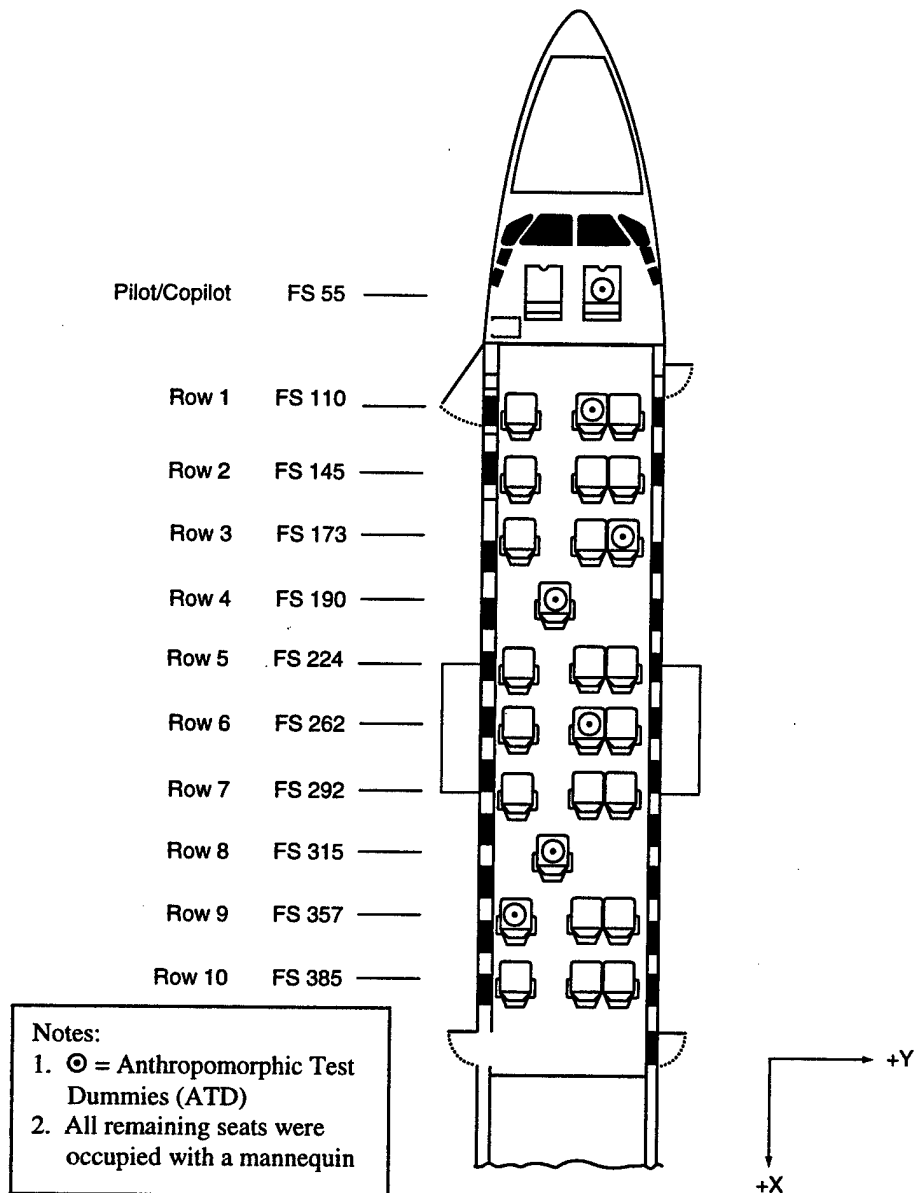 Pilot/Copilot FS 55
Row 1 FS 110
Row 2 FS 145
Row 3 FS 173
Row 4 FS 190
Row 5 FS 224
Row 6 FS 262
Row 7 FS 292
Row 8 FS 315
Row 9 FS 357
Row 10 FS 385
Notes:
1. ⊙ = Anthropomorphic Test
Dummies (ATD)
2. All remaining seats were
occupied with a mannequin
+Y
+X